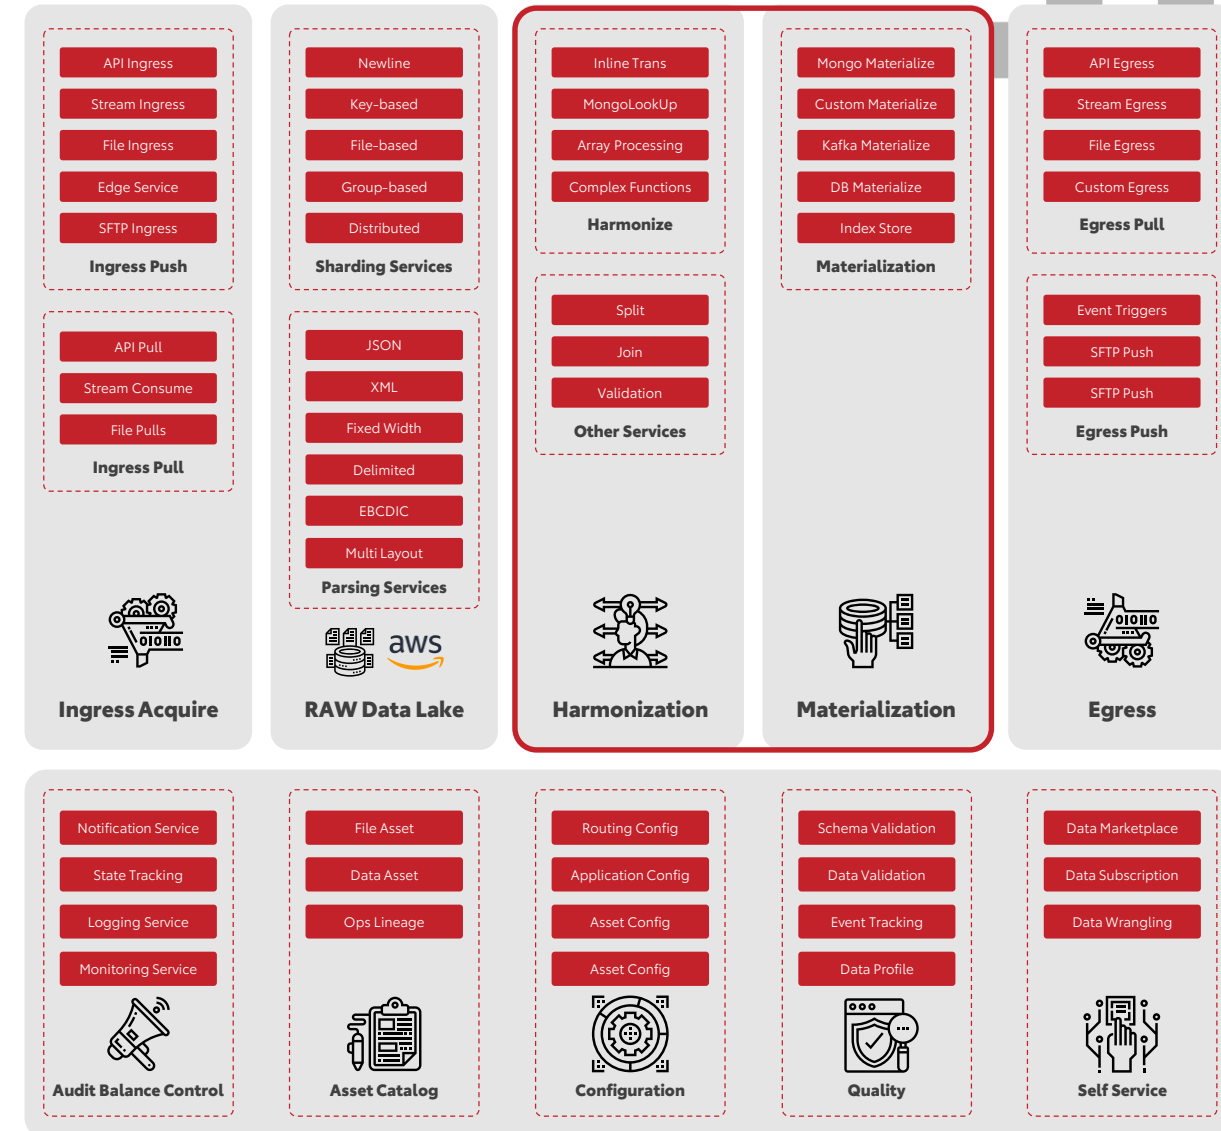 API Ingress
Stream Ingress
File Ingress
Edge Service
SFTP Ingress
Ingress Push
API Pull
Stream Consume
File Pulls
Ingress Pull
01010
Ingress Acquire
Newline
Key-based
File-based
Group-based
Distributed
Sharding Services
JSON
XML
Fixed Width
Delimited
EBCDIC
Multi Layout
Parsing Services
aws
RAW Data Lake
Inline Trans
MongoLookUp
Array Processing
Complex Functions
Harmonize
Split
Join
Validation
Other Services
Harmonization
Mongo Materialize
Custom Materialize
Kafka Materialize
DB Materialize
Index Store
Materialization
Materialization
API Egress
Stream Egress
File Egress
Custom Egress
Egress Pull
Event Triggers
SFTP Push
SFTP Push
Egress Push
01010
Egress
Notification Service
State Tracking
Logging Service
Monitoring Service
Audit Balance Control
File Asset
Data Asset
Ops Lineage
Asset Catalog
Routing Config
Application Config
Asset Config
Asset Config
Configuration
Schema Validation
Data Validation
Event Tracking
Data Profile
Quality
Data Marketplace
Data Subscription
Data Wrangling
Self Service